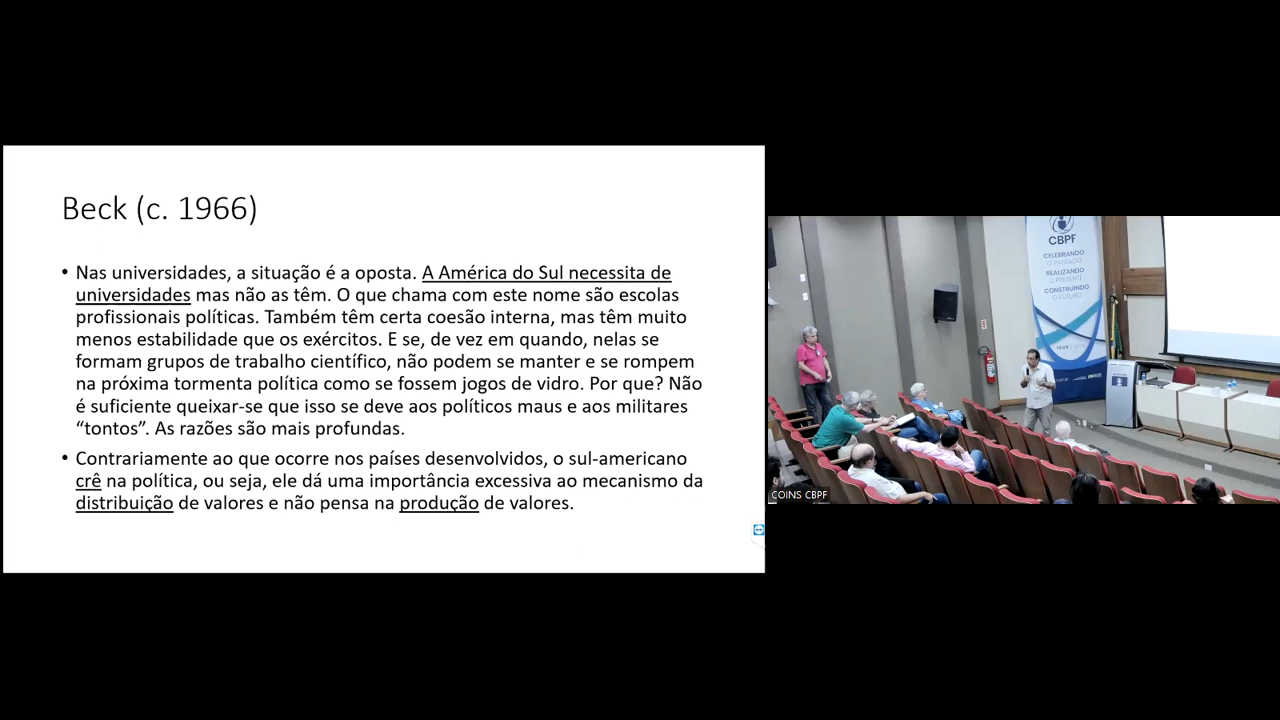 Beck (c. 1966)
• Nas universidades, a situação é a oposta. A América do Sul necessita de
universidades mas não as têm. O que chama com este nome são escolas
profissionais políticas. Também têm certa coesão interna, mas têm muito
menos estabilidade que os exércitos. E se, de vez em quando, nelas se
formam grupos de trabalho científico, não podem se manter e se rompem
na próxima tormenta política como se fossem jogos de vidro. Por que? Não
é suficiente queixar-se que isso se deve aos políticos maus e aos militares
“tontos”. As razões são mais profundas.
• Contrariamente ao que ocorre nos países desenvolvidos, o sul-americano
crê na política, ou seja, ele dá uma importância excessiva ao mecanismo da
distribuição de valores e não pensa na produção de valores.
CBPF
CELEBRANDO
O PASSADO
REALIZANDO
O PRESENTE
CONSTRUINDO
O FUTURO
COINS CBPF